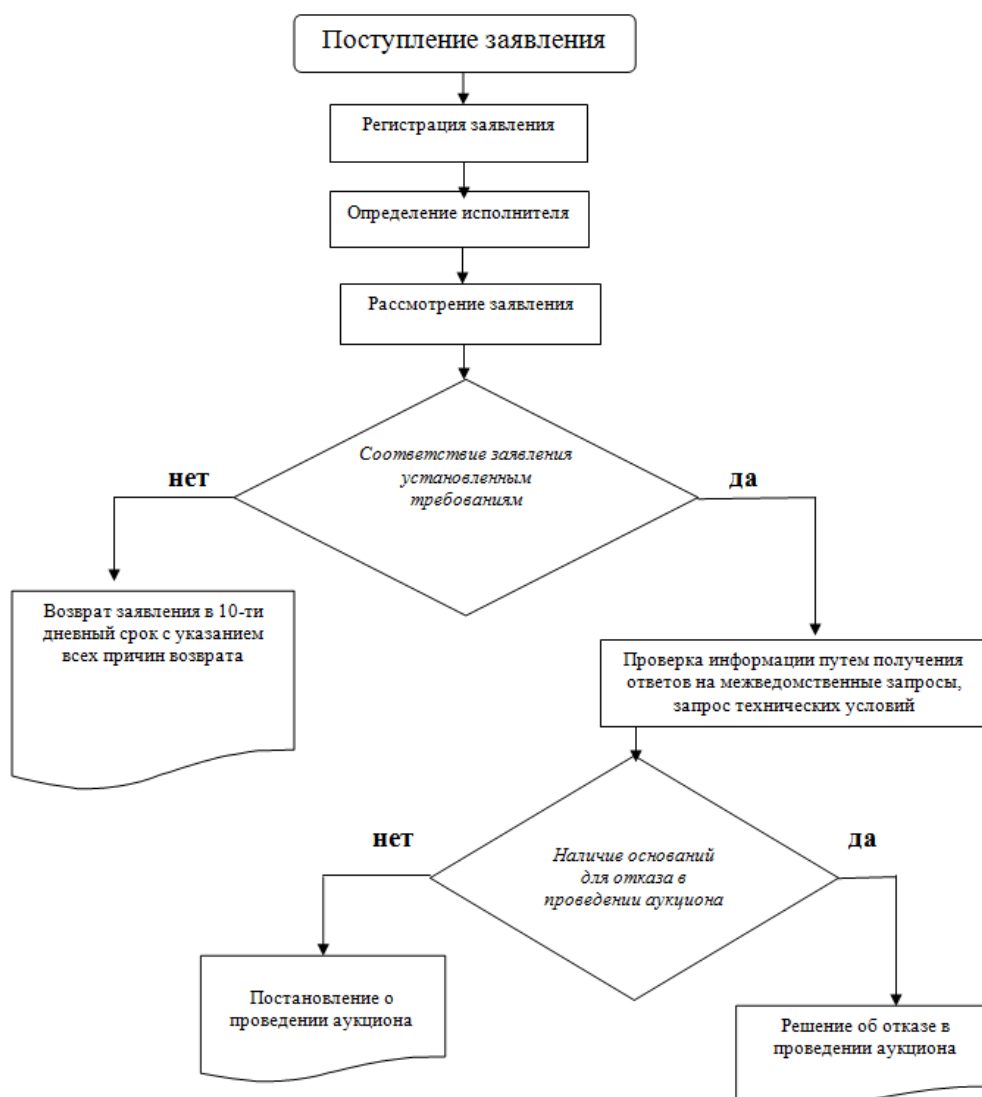 Поступление заявления
Регистрация заявления
Определение исполнителя
Рассмотрение заявления
Соответствие заявления
установленным
требованиям
нет
да
Возврат заявления в 10-ти
дневный срок с указанием
всех причин возврата
Проверка информации путем получения
ответов на межведомственные запросы,
запрос технических условий
нет
да
Наличие оснований
для отказа в
проведении аукциона
Постановление о
проведении аукциона
Решение об отказе в
проведении аукциона